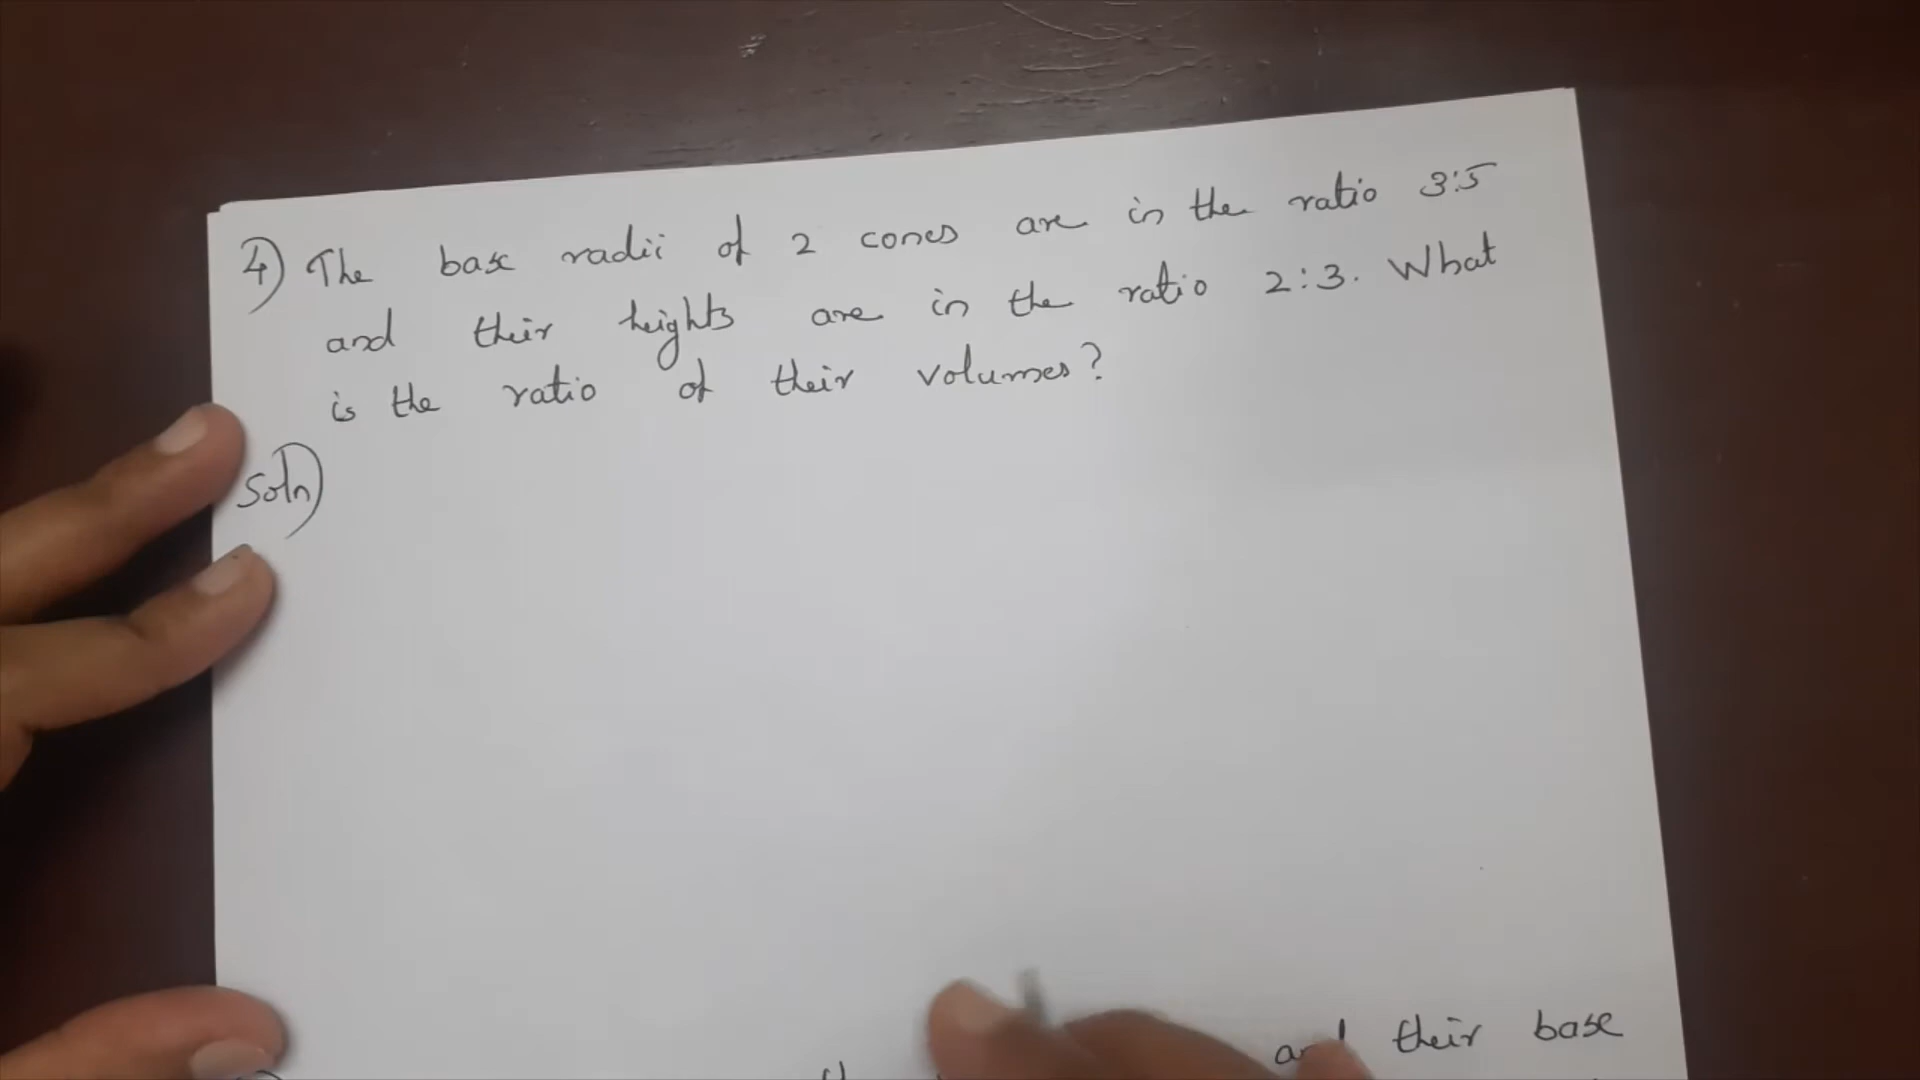 4) The base radii of 2 cones are in the ratio 3:5
and their heights are in the ratio 2:3. What
is the ratio of their volumes?
Soln)
and their base